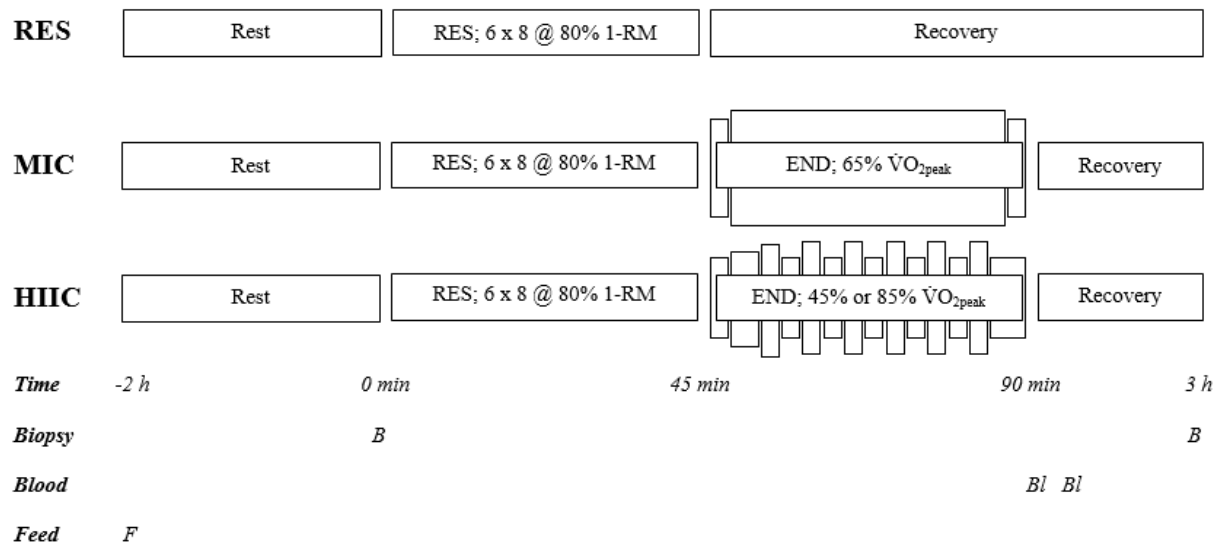 RES Rest RES; 6 x 8 @ 80% 1-RM Recovery
MIC Rest RES; 6 x 8 @ 80% 1-RM END; 65% V̇O₂peak Recovery
HIIC Rest RES; 6 x 8 @ 80% 1-RM END; 45% or 85% V̇O₂peak Recovery
Time -2 h 0 min 45 min 90 min 3 h
Biopsy B B
Blood Bl Bl
Feed F